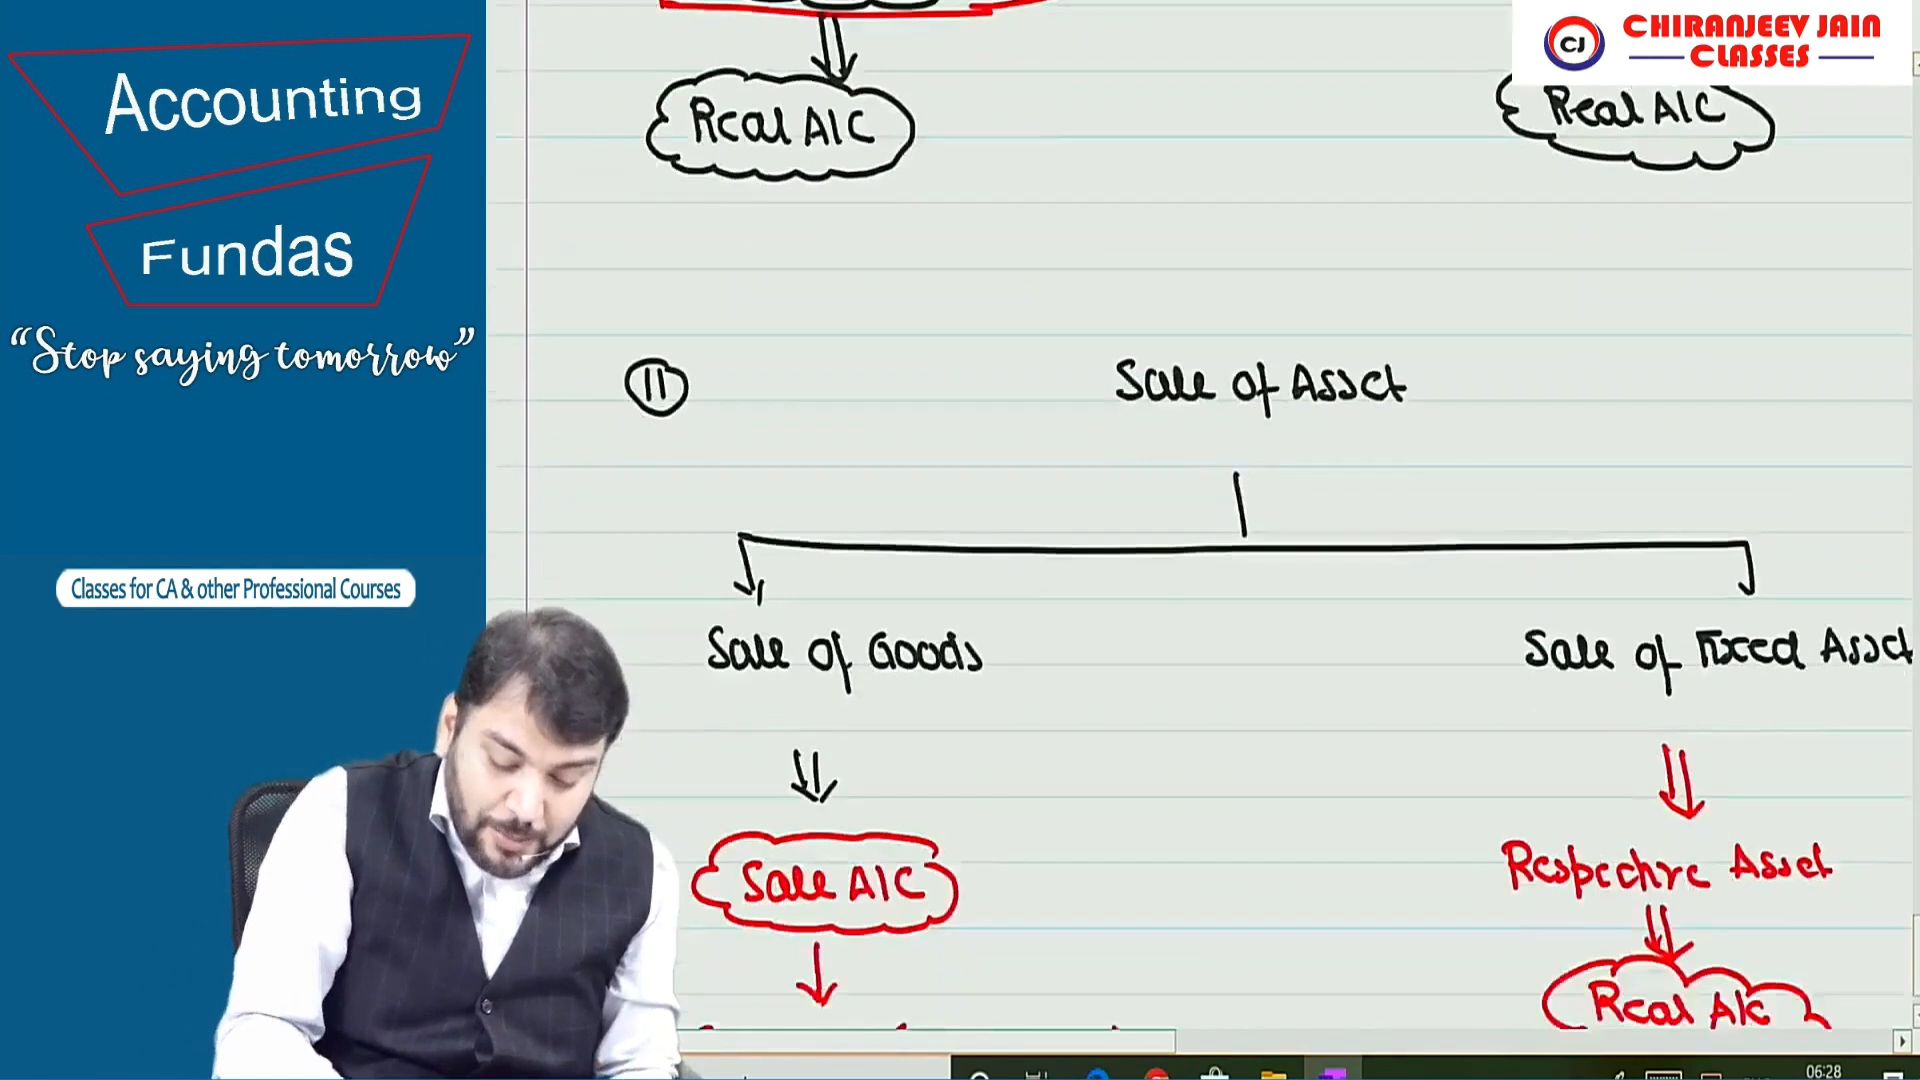 Accounting
Fundas
“Stop saying tomorrow”
Classes for CA & other Professional Courses
CHIRANJEEV JAIN
CJ
CLASSES
Real A/C
Real A/C
11
Sale of Asset
Sale of Goods
Sale of Fixed Asset
Sale A/C
Respective Asset
Real A/c
06:28